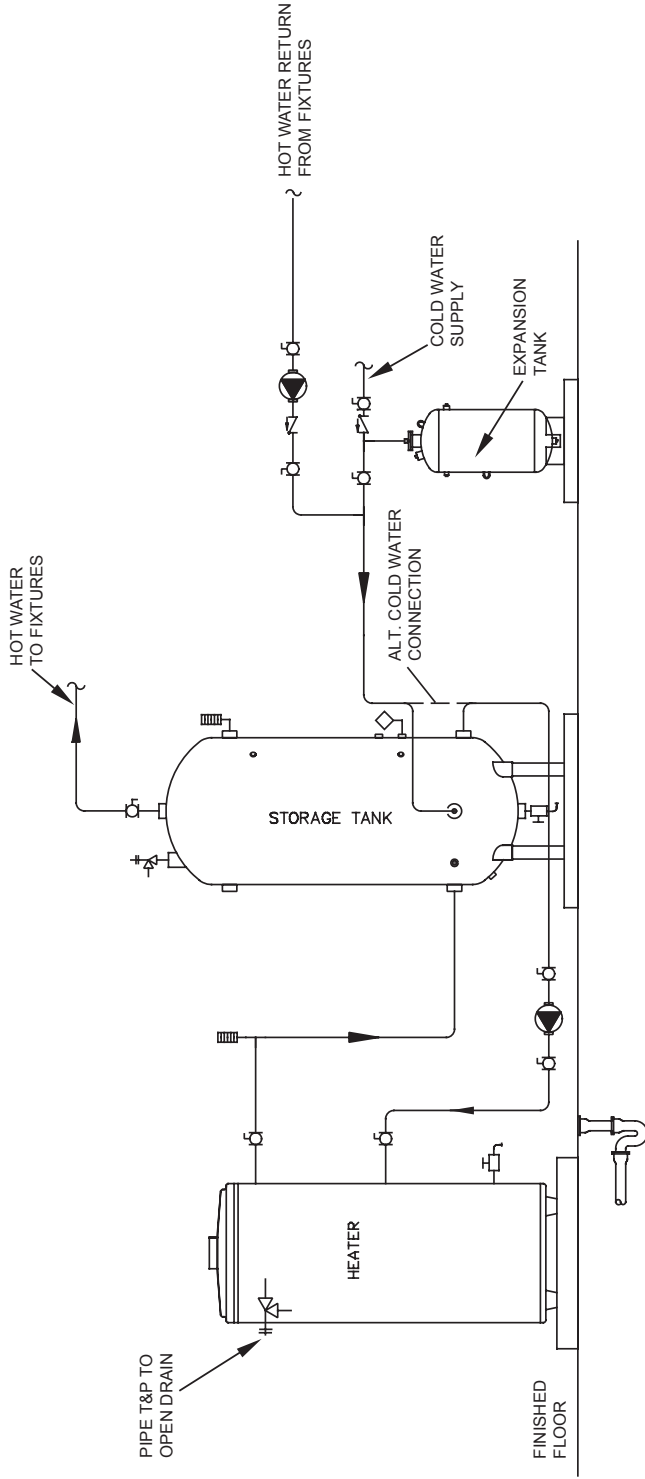 HOT WATER
TO FIXTURES
HOT WATER RETURN
FROM FIXTURES
PIPE T&P TO
OPEN DRAIN
HEATER
STORAGE TANK
ALT. COLD WATER
CONNECTION
COLD WATER
SUPPLY
EXPANSION
TANK
FINISHED
FLOOR